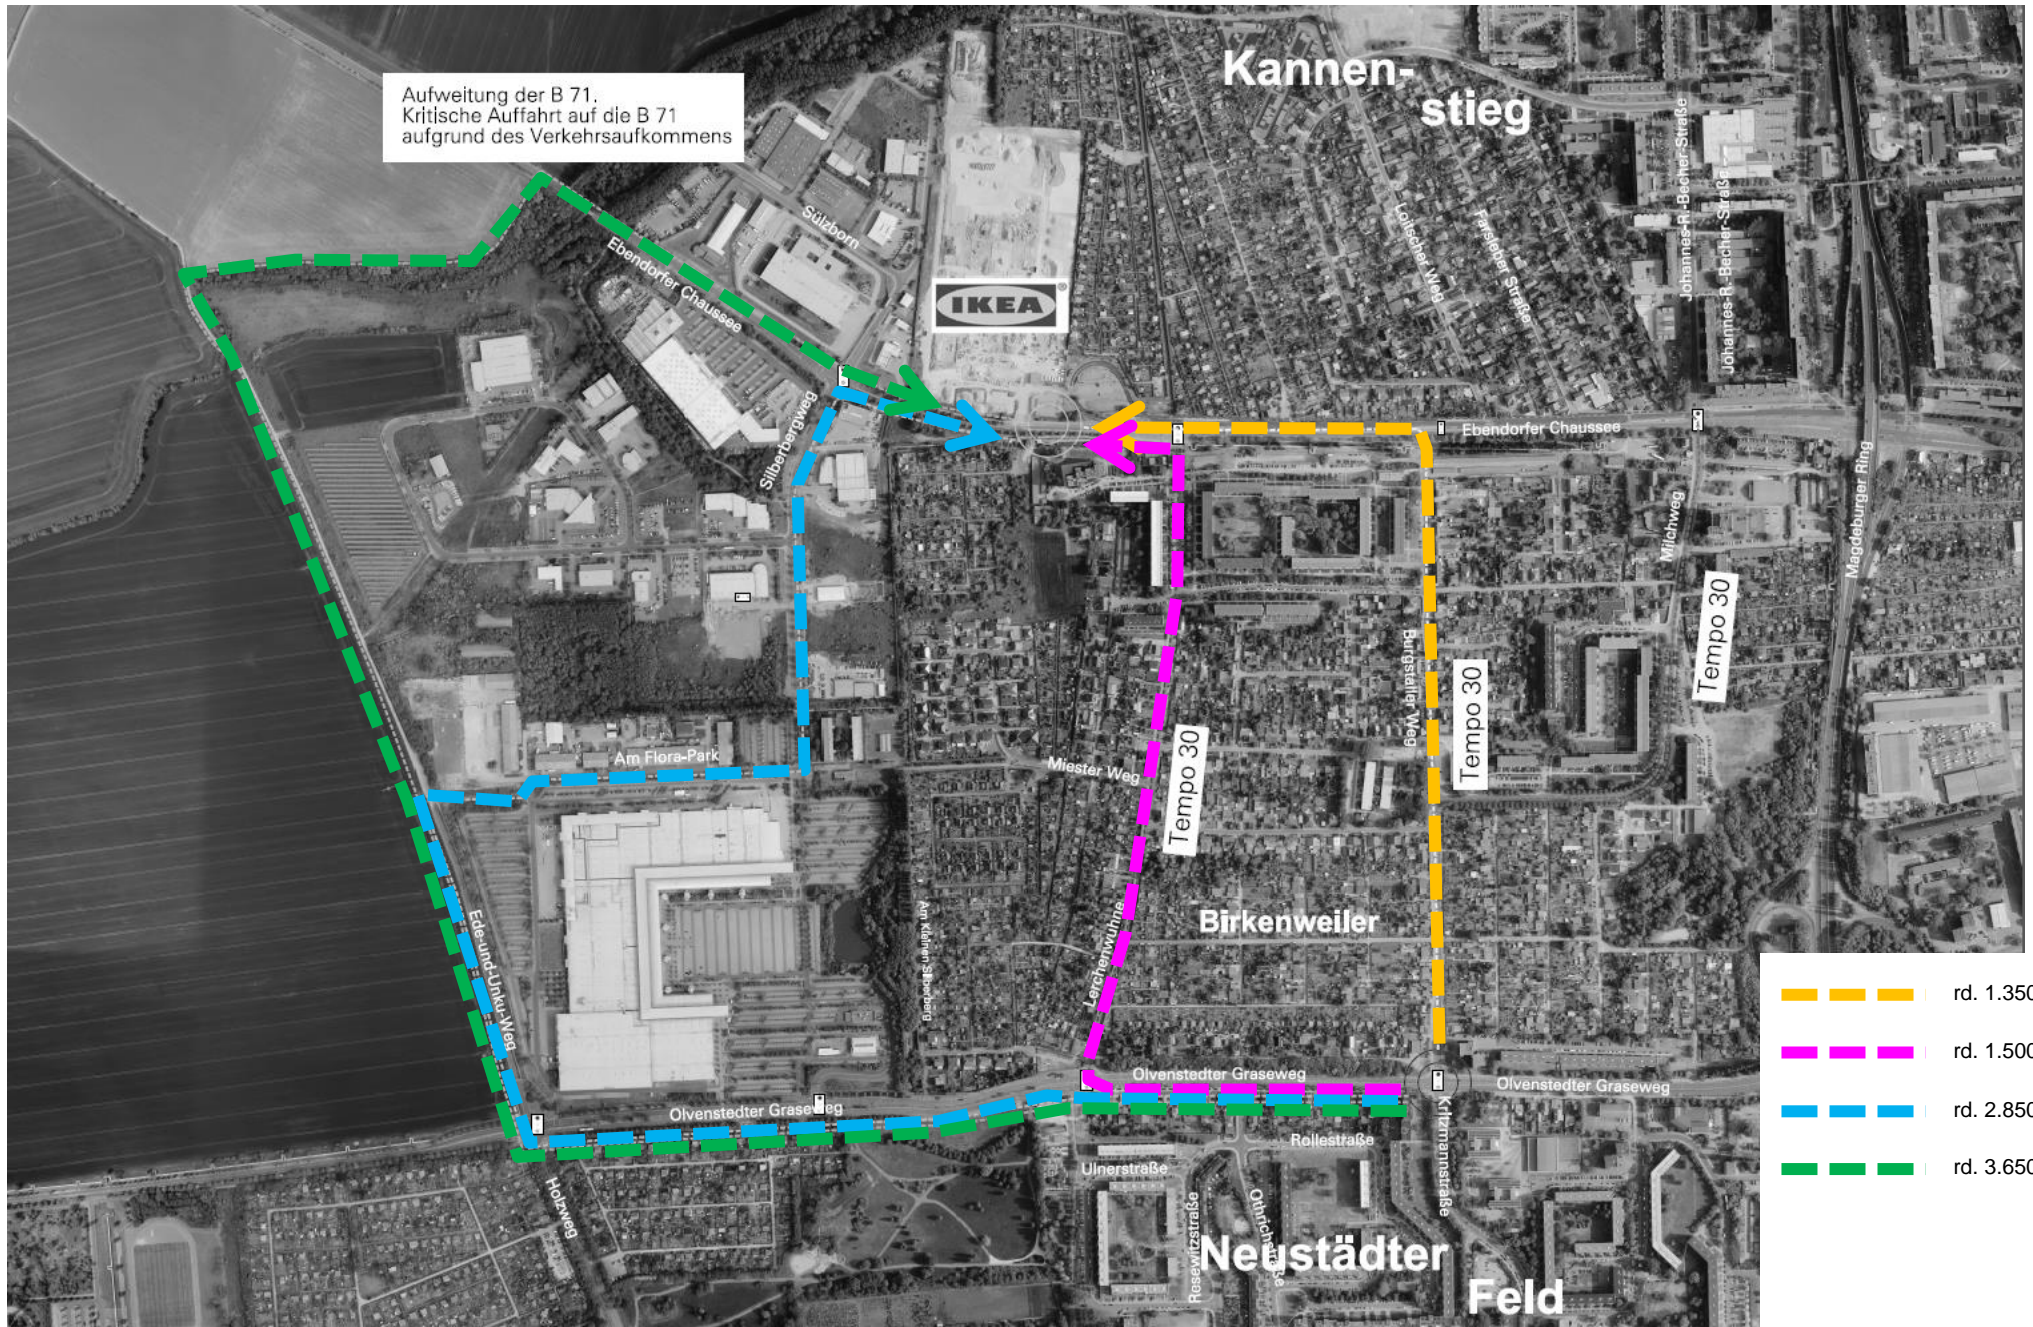 Aufweitung der B 71.
Kritische Auffahrt auf die B 71
aufgrund des Verkehrsaufkommens
Kannen-
stieg
Sülzborn
Ebendorfer Chaussee
IKEA®
Lotscher Weg
Farsleber Straße
Johannes-R.-Becher-Straße
Johannes-R.-Becher-Straße
Silberbergweg
Ebendorfer Chaussee
Magdeburger Ring
Milchweg
Tempo 30
Burgstaller Weg
Tempo 30
Am Flora-Park
Miester Weg
Tempo 30
Birkenweiler
Lerchenwuhne
Am Kleinen Silberberg
Ede-und-Unku-Weg
Olvenstedter Graseweg
Olvenstedter Graseweg
Olvenstedter Graseweg
Rollestraße
Ulnerstraße
Kritzmannstraße
Holzweg
Rosewitzstraße
Othrichstraße
Neustädter
Feld
rd. 1.350
rd. 1.500
rd. 2.850
rd. 3.650